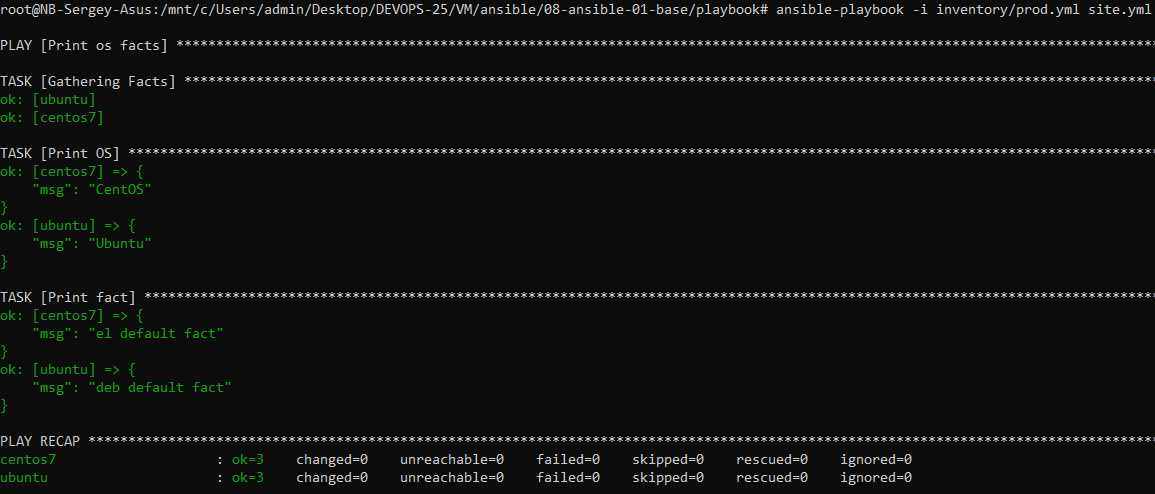 root@NB-Sergey-Asus:/mnt/c/Users/admin/Desktop/DEVOPS-25/VM/ansible/08-ansible-01-base/playbook# ansible-playbook -i inventory/prod.yml site.yml
PLAY [Print os facts] *******************************************************************************************************************************
TASK [Gathering Facts] ******************************************************************************************************************************
ok: [ubuntu]
ok: [centos7]
TASK [Print OS] *************************************************************************************************************************************
ok: [centos7] => {
    "msg": "CentOS"
}
ok: [ubuntu] => {
    "msg": "Ubuntu"
}
TASK [Print fact] ***********************************************************************************************************************************
ok: [centos7] => {
    "msg": "el default fact"
}
ok: [ubuntu] => {
    "msg": "deb default fact"
}
PLAY RECAP ******************************************************************************************************************************************
centos7                    : ok=3    changed=0    unreachable=0    failed=0    skipped=0    rescued=0    ignored=0
ubuntu                     : ok=3    changed=0    unreachable=0    failed=0    skipped=0    rescued=0    ignored=0